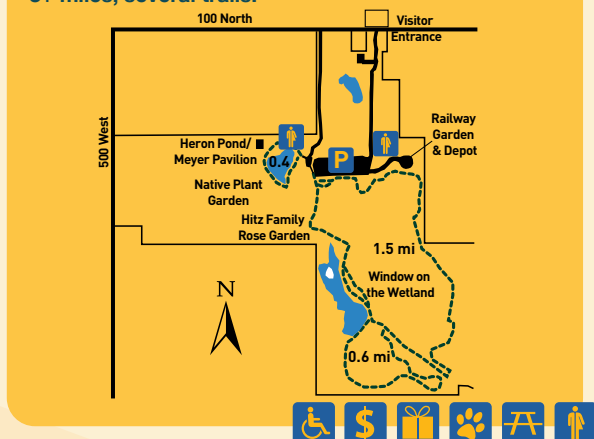 100 North
Visitor
Entrance
500 West
Railway
Garden
& Depot
Heron Pond/
Meyer Pavilion
0.4
P
Native Plant
Garden
Hitz Family
Rose Garden
1.5 mi
Window on
the Wetland
N
0.6 mi
$